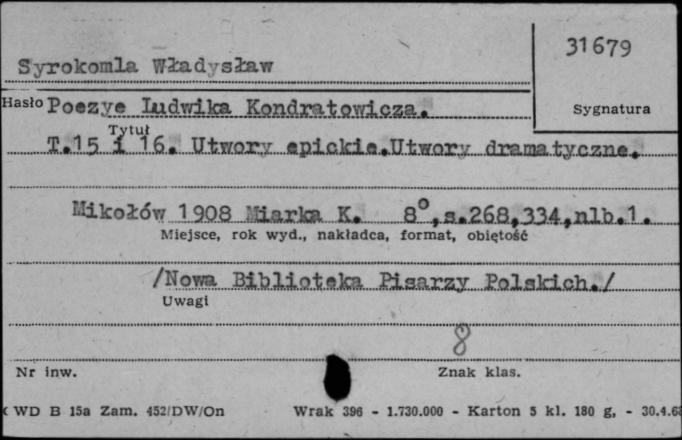 31679
Syrokomla Władysław
Hasło Poezye Ludwika Kondratowicza.
Sygnatura
Tytuł
T.15 i 16. Utwory epickie.Utwory dramatyczne.
Mikołów 1908 Miarka K. 8°,s.268,334,nlb.1.
Miejsce, rok wyd., nakładca, format, objętość
/Nowa Biblioteka Pisarzy Polskich./
Uwagi
8
Nr inw. Znak klas.
WD B 15a Zam. 452/DW/On Wrak 396 - 1.730.000 - Karton 5 kl. 180 g. - 30.4.68